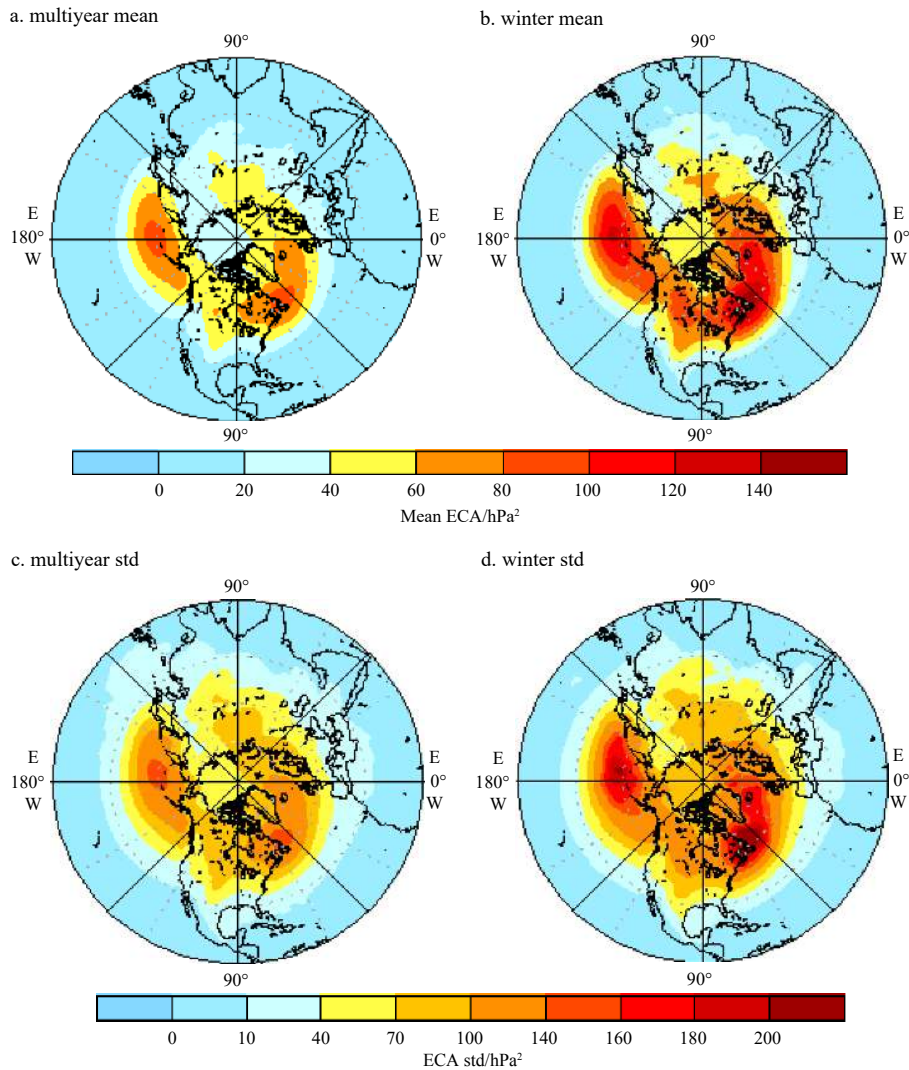 a. multiyear mean
b. winter mean
90°
90°
E
180°
W
E
0°
W
E
180°
W
E
0°
W
90°
90°
0 20 40 60 80 100 120 140
Mean ECA/hPa²
c. multiyear std
d. winter std
90°
90°
E
180°
W
E
0°
W
E
180°
W
E
0°
W
90°
90°
0 10 40 70 100 140 160 180 200
ECA std/hPa²